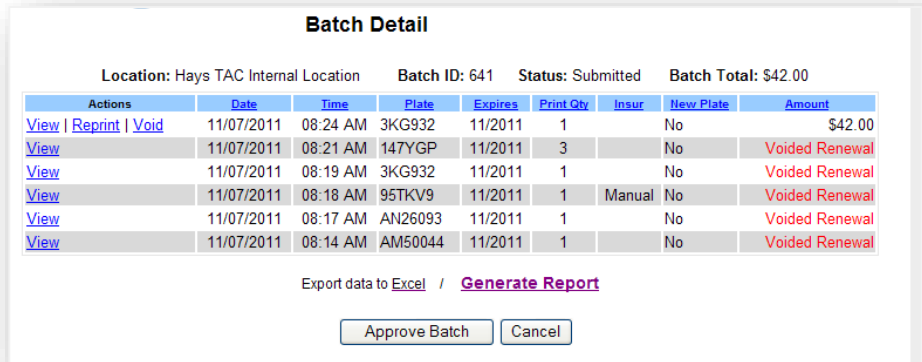 Batch Detail
Location: Hays TAC Internal Location Batch ID: 641 Status: Submitted Batch Total: $42.00
Actions Date Time Plate Expires Print Qty Insur New Plate Amount
View | Reprint | Void 11/07/2011 08:24 AM 3KG932 11/2011 1 No $42.00
View 11/07/2011 08:21 AM 147YGP 11/2011 3 No Voided Renewal
View 11/07/2011 08:19 AM 3KG932 11/2011 1 No Voided Renewal
View 11/07/2011 08:18 AM 95TKV9 11/2011 1 Manual No Voided Renewal
View 11/07/2011 08:17 AM AN26093 11/2011 1 No Voided Renewal
View 11/07/2011 08:14 AM AM50044 11/2011 1 No Voided Renewal
Export data to Excel / Generate Report
Approve Batch Cancel